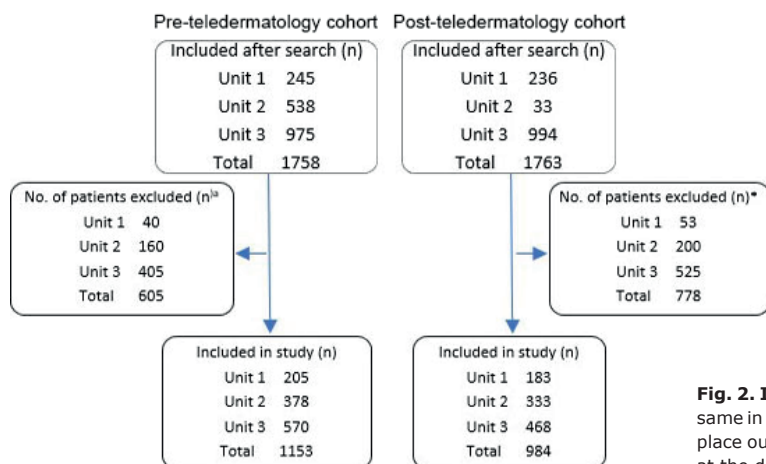 Pre-teledermatology cohort
Included after search (n)
Unit 1 245
Unit 2 538
Unit 3 975
Total 1758
Post-teledermatology cohort
Included after search (n)
Unit 1 236
Unit 2 33
Unit 3 994
Total 1763
No. of patients excluded (n)a
Unit 1 40
Unit 2 160
Unit 3 405
Total 605
No. of patients excluded (n)*
Unit 1 53
Unit 2 200
Unit 3 525
Total 778
Included in study (n)
Unit 1 205
Unit 2 378
Unit 3 570
Total 1153
Included in study (n)
Unit 1 183
Unit 2 333
Unit 3 468
Total 984
Fig. 2. I
same in
place ou